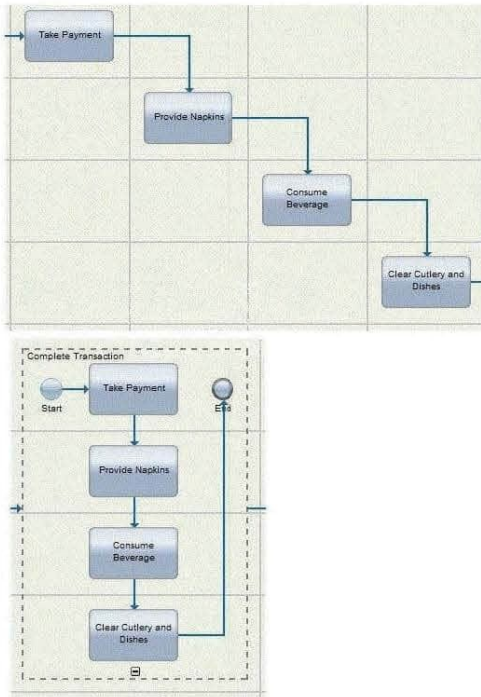 Take Payment
Provide Napkins
Consume
Beverage
Clear Cutlery and
Dishes
Complete Transaction
Take Payment
Start
End
Provide Napkins
Consume
Beverage
Clear Cutlery and
Dishes